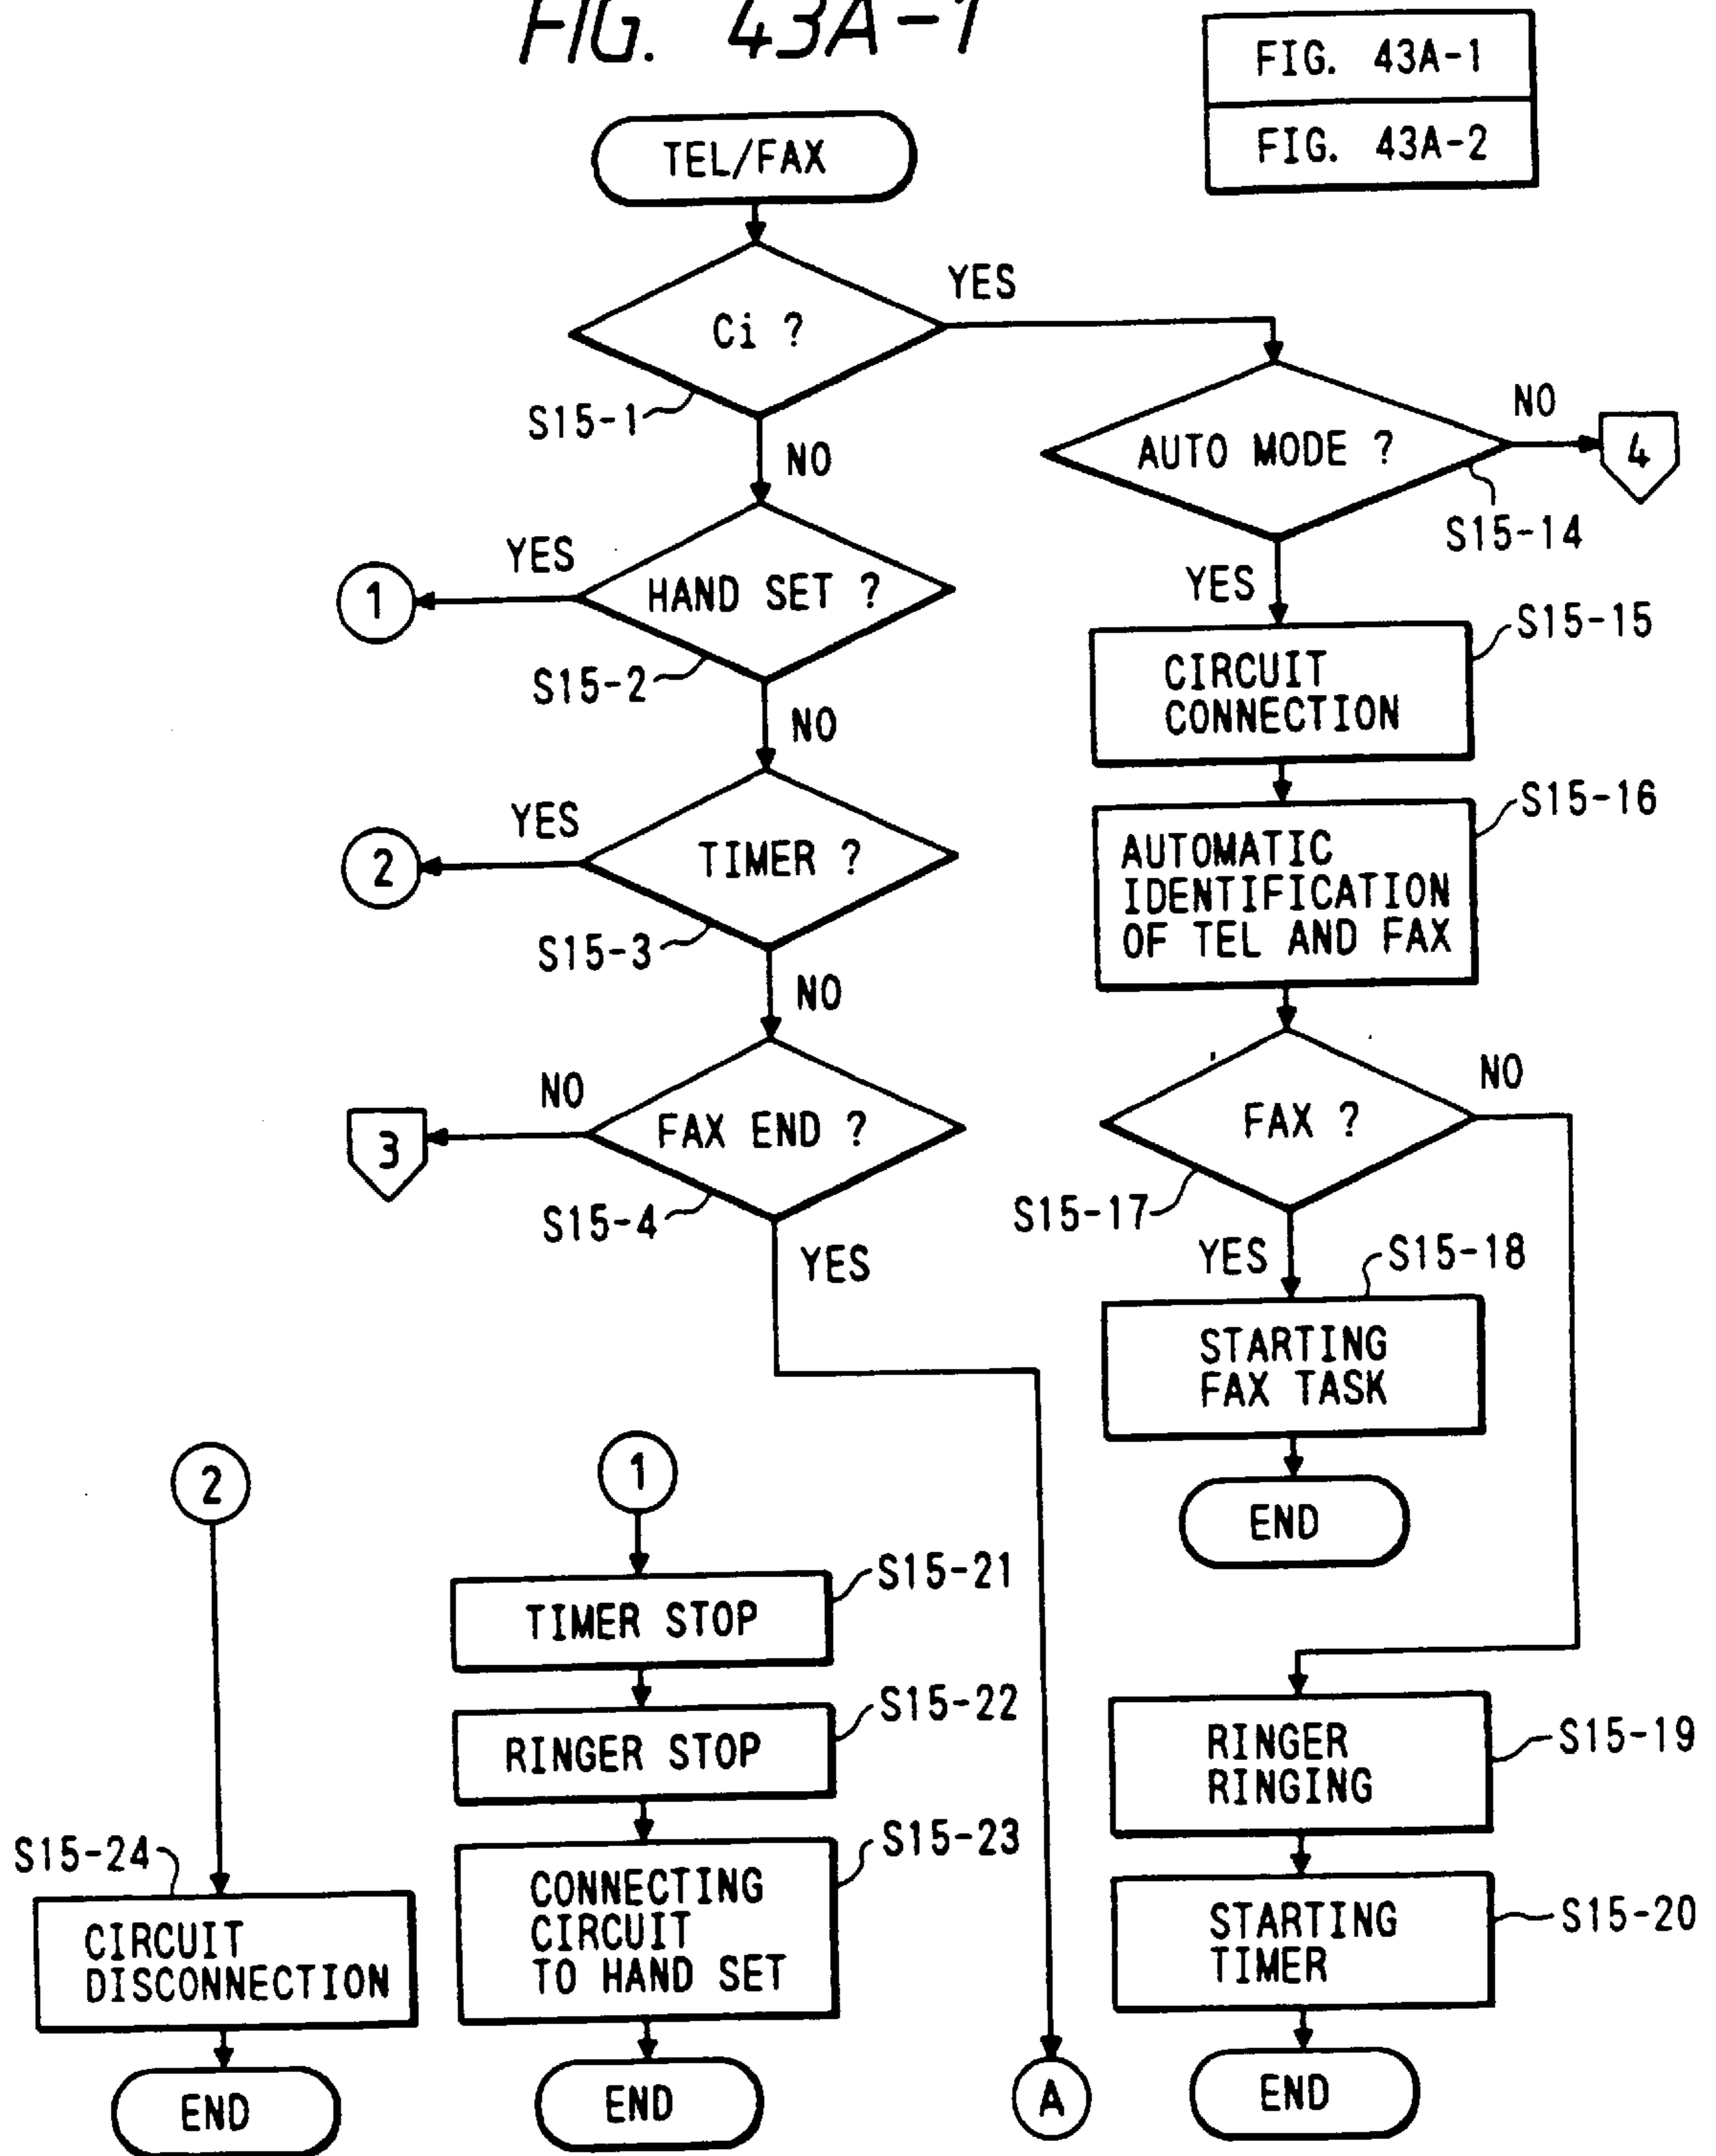 FIG. 43A-1
FIG. 43A-1
FIG. 43A-2
TEL/FAX
Ci ?
YES
S15-1
NO
AUTO MODE ?
NO
4
S15-14
YES
HAND SET ?
YES
1
S15-2
NO
CIRCUIT
CONNECTION
S15-15
TIMER ?
YES
2
S15-3
NO
AUTOMATIC
IDENTIFICATION
OF TEL AND FAX
S15-16
FAX END ?
NO
3
S15-4
YES
FAX ?
NO
S15-17
YES
S15-18
STARTING
FAX TASK
END
2
1
S15-21
TIMER STOP
S15-22
RINGER STOP
S15-19
RINGER
RINGING
S15-24
CIRCUIT
DISCONNECTION
S15-23
CONNECTING
CIRCUIT
TO HAND SET
S15-20
STARTING
TIMER
END
END
A
END